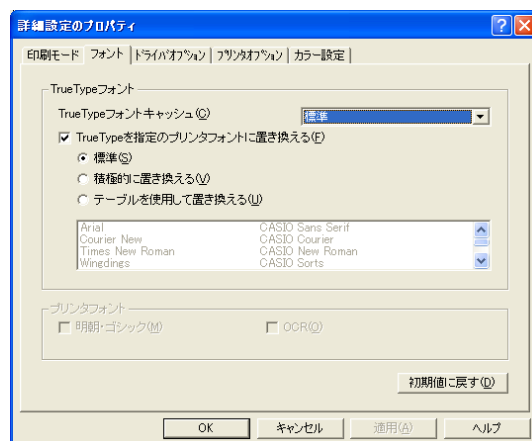 詳細設定のプロパティ
印刷モード フォント ドライバオプション プリンタオプション カラー設定
TrueTypeフォント
TrueTypeフォントキャッシュ(C) 標準
TrueTypeを指定のプリンタフォントに置き換える(F)
標準(S)
積極的に置き換える(V)
テーブルを使用して置き換える(U)
Arial CASIO Sans Serif
Courier New CASIO Courier
Times New Roman CASIO New Roman
Wingdings CASIO Sorts
プリンタフォント
明朝・ゴシック(M) OCR(O)
初期値に戻す(D)
OK キャンセル 適用(A) ヘルプ